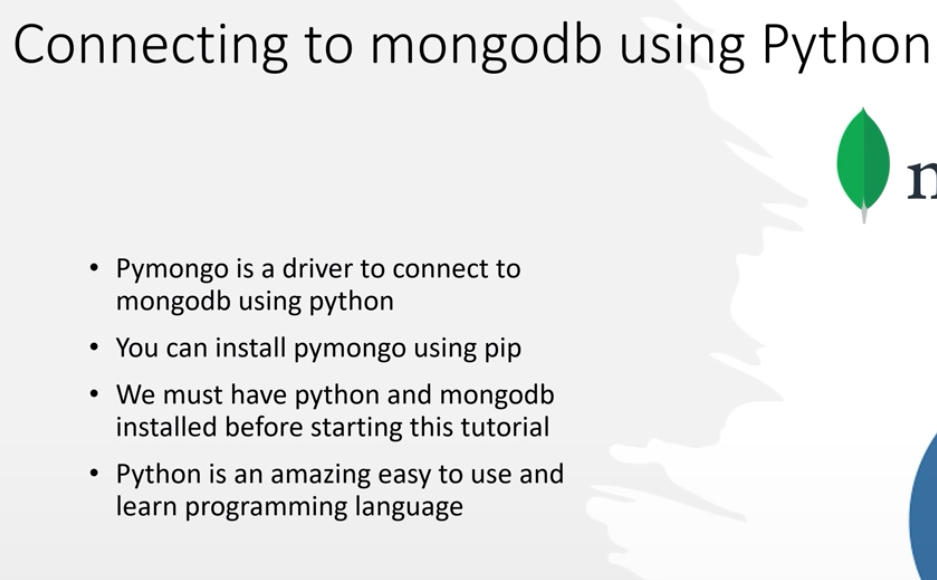 Connecting to mongodb using Python
• Pymongo is a driver to connect to
mongodb using python
• You can install pymongo using pip
• We must have python and mongodb
installed before starting this tutorial
• Python is an amazing easy to use and
learn programming language